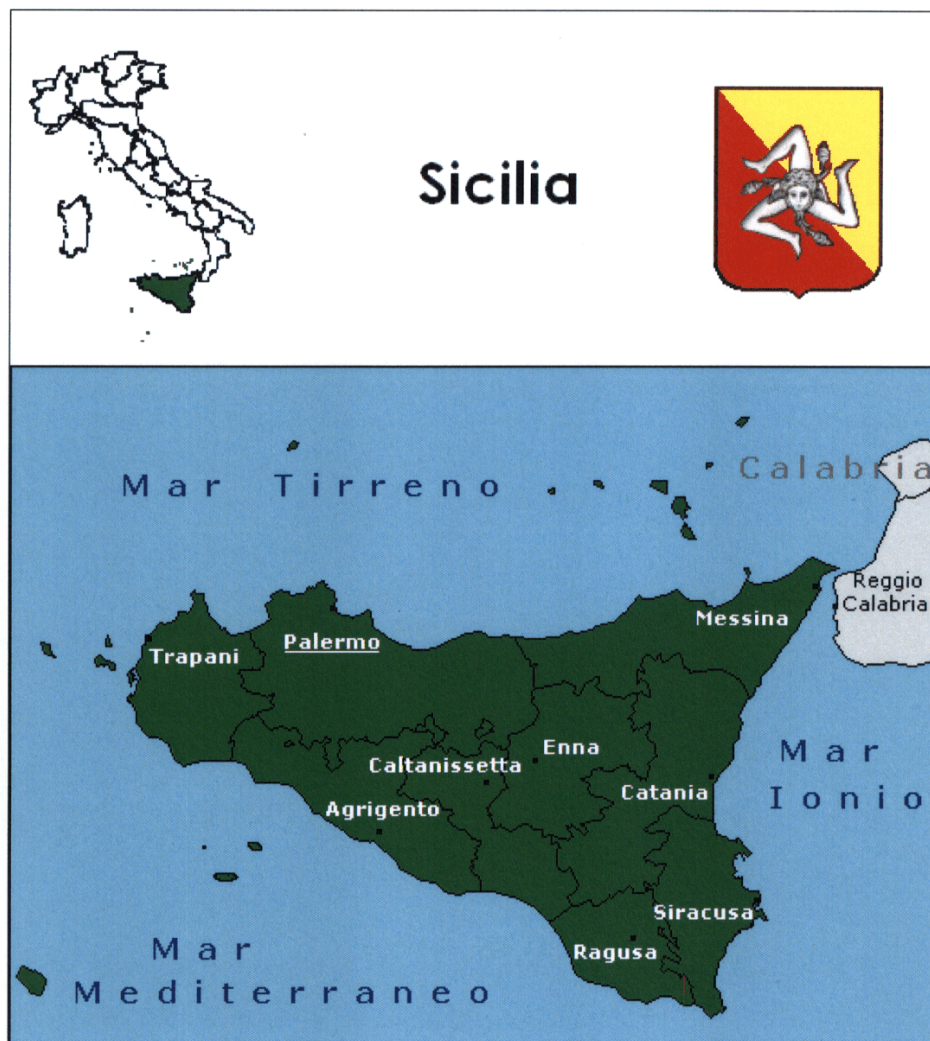 Sicilia
Mar Tirreno
Calabria
Reggio
Calabria
Messina
Palermo
Trapani
Enna
Caltanissetta
Mar
Ionio
Catania
Agrigento
Siracusa
Ragusa
Mar
Mediterraneo